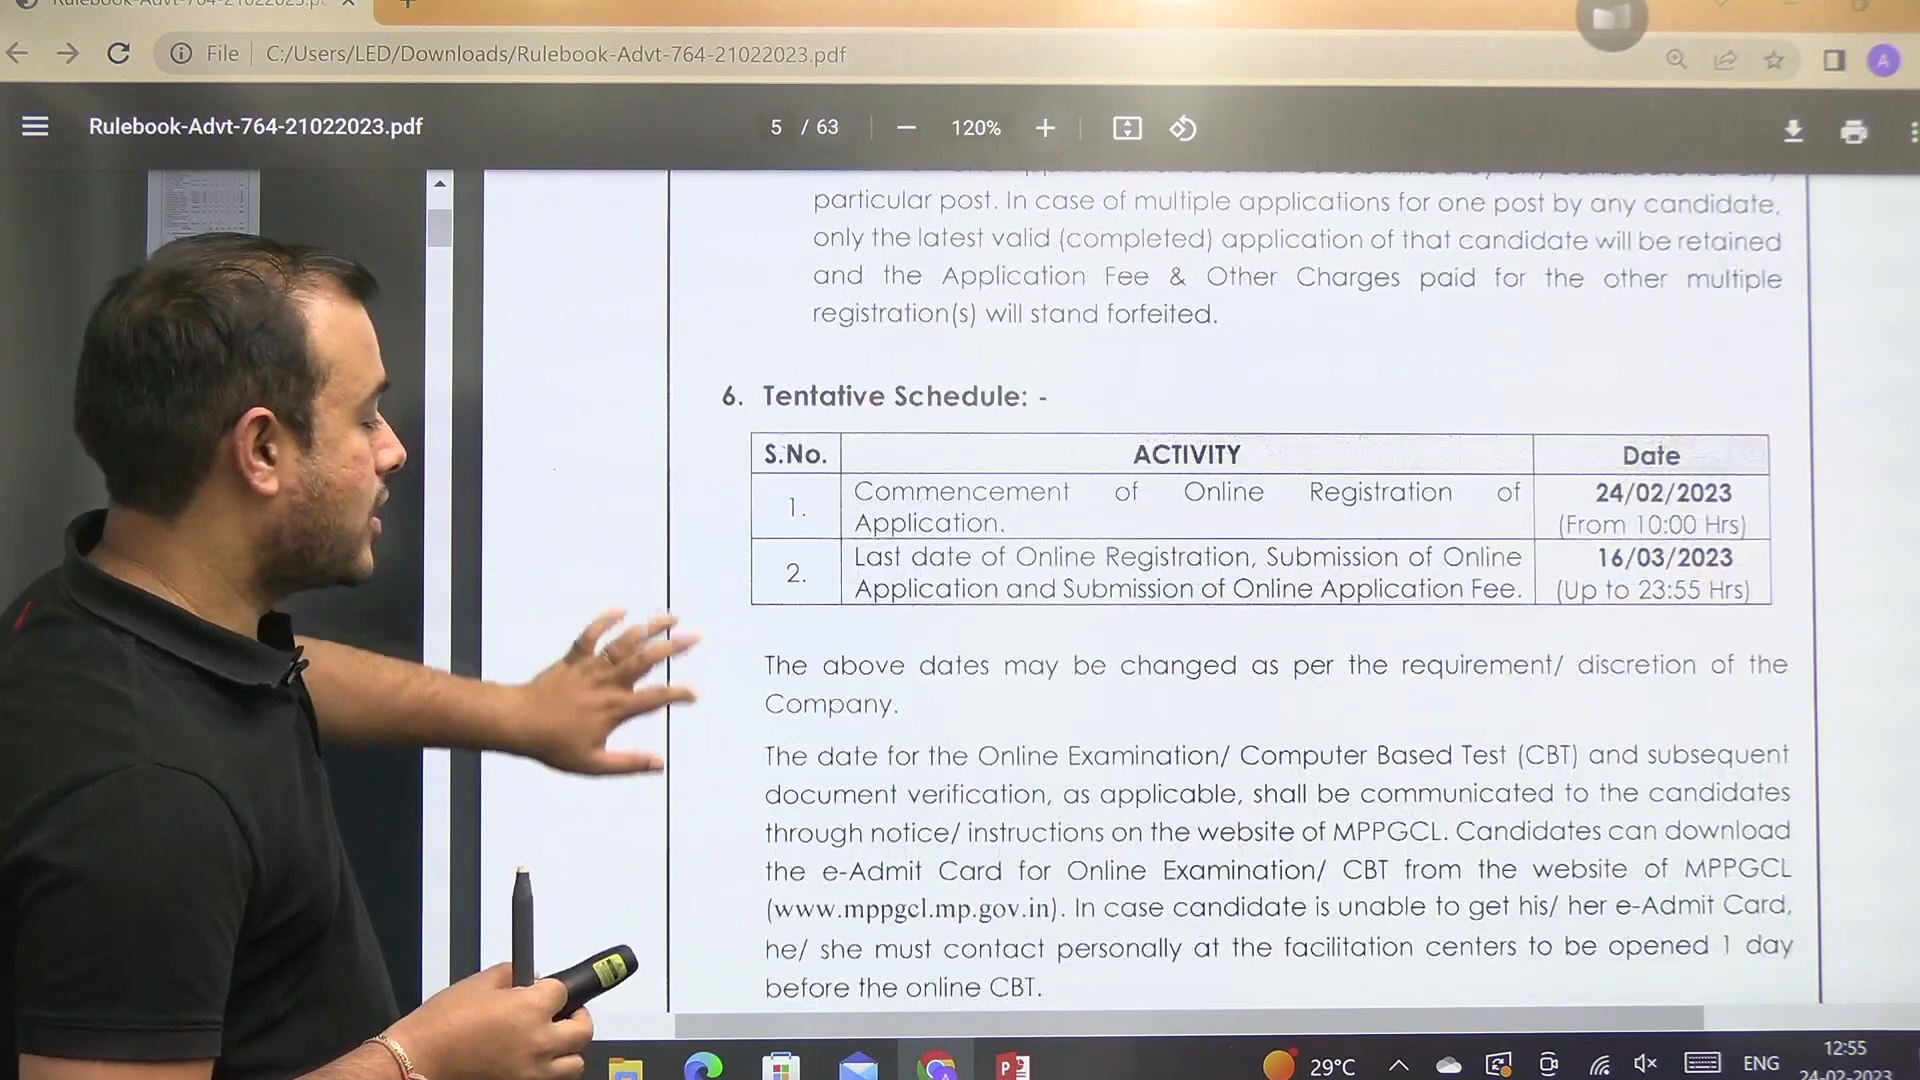 File C:/Users/LED/Downloads/Rulebook-Advt-764-21022023.pdf
A
Rulebook-Advt-764-21022023.pdf
5 / 63
120%
particular post. In case of multiple applications for one post by any candidate,
only the latest valid (completed) application of that candidate will be retained
and the Application Fee & Other Charges paid for the other multiple
registration(s) will stand forfeited.
6. Tentative Schedule: -
S.No. ACTIVITY Date
1. Commencement of Online Registration of
Application.
24/02/2023
(From 10:00 Hrs)
2. Last date of Online Registration, Submission of Online
Application and Submission of Online Application Fee.
16/03/2023
(Up to 23:55 Hrs)
The above dates may be changed as per the requirement/ discretion of the
Company.
The date for the Online Examination/ Computer Based Test (CBT) and subsequent
document verification, as applicable, shall be communicated to the candidates
through notice/ instructions on the website of MPPGCL. Candidates can download
the e-Admit Card for Online Examination/ CBT from the website of MPPGCL
(www.mppgcl.mp.gov.in). In case candidate is unable to get his/ her e-Admit Card,
he/ she must contact personally at the facilitation centers to be opened 1 day
before the online CBT.
29°C
ENG
12:55
24-02-2023